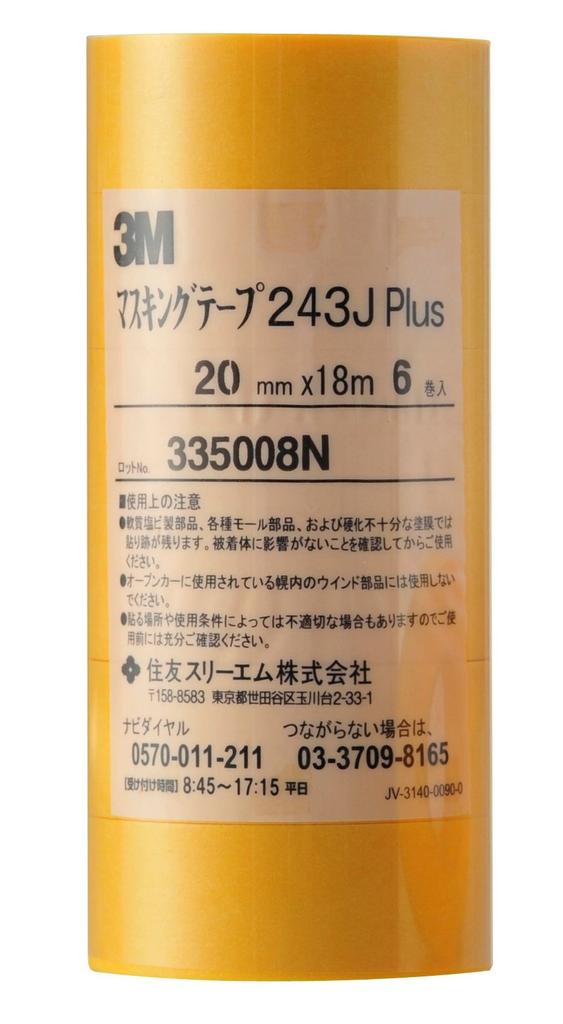 3M
マスキングテープ 243J Plus
20 mm x18m 6 巻入
ロットNo. 335008N
■使用上の注意
●軟質塩ビ製部品、各種モール部品、および硬化不十分な塗膜では
貼り跡が残ります。被着体に影響がないことを確認してからご使用
ください。
●オープンカーに使用されている幌内のウインド部品には使用しない
でください。
●貼る場所や使用条件によっては不適切な場合もありますのでご使
用前には充分ご確認ください。
住友スリーエム株式会社
〒158-8583 東京都世田谷区玉川台2-33-1
ナビダイヤル つながらない場合は、
0570-011-211 03-3709-8165
[受け付け時間] 8:45〜17:15 平日
JV-3140-0090-0